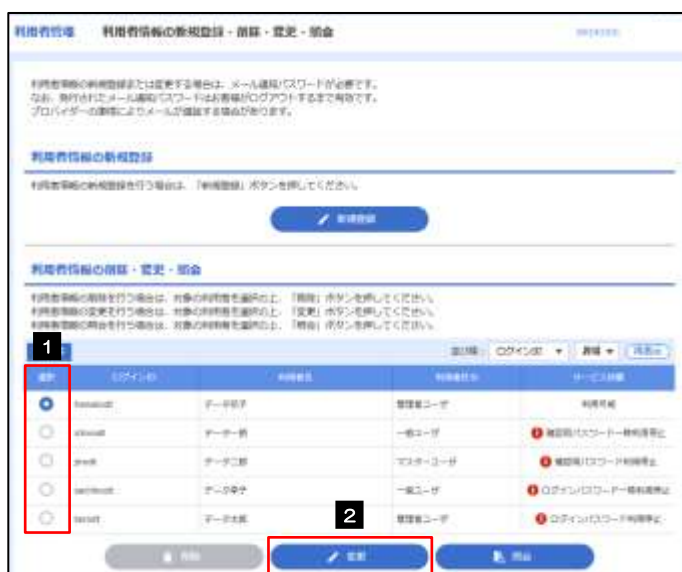 利用者管理 利用者情報の新規登録・削除・変更・照会
利用者情報の新規登録または変更する場合は、メール通知パスワードが必要です。
なお、発行されたメール通知パスワードはお客様がログアウトするまで有効です。
プロバイダーの事情によりメールが遅延する場合があります。
利用者情報の新規登録
利用者情報の新規登録を行う場合は、「新規登録」ボタンを押してください。
新規登録
利用者情報の削除・変更・照会
利用者情報の削除を行う場合は、対象の利用者を選択の上、「削除」ボタンを押してください。
利用者情報の変更を行う場合は、対象の利用者を選択の上、「変更」ボタンを押してください。
利用者情報の照会を行う場合は、対象の利用者を選択の上、「照会」ボタンを押してください。
1
並び順: ログインID 昇順 再表示
選択 ログインID 利用者名 利用者区分 サービス状態
データ花子 管理者ユーザ 利用可能
データ一郎 一般ユーザ 確認用パスワード一時利用停止
データ二郎 マスターユーザ 確認用パスワード利用停止
データ幸子 一般ユーザ ログインパスワード一時利用停止
データ太郎 管理者ユーザ ログインパスワード利用停止
2
削除 変更 照会